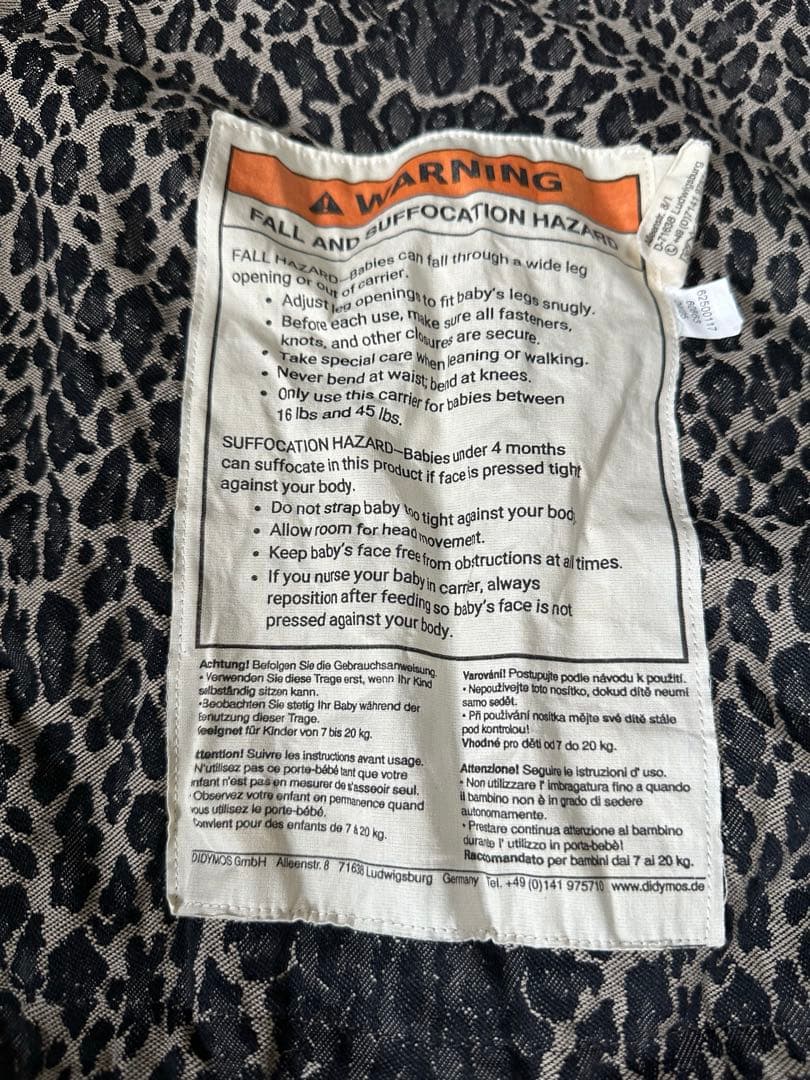 ⚠ WARNING
FALL AND SUFFOCATION HAZARD
FALL HAZARD–Babies can fall through a wide leg
opening or out of carrier.
• Adjust leg openings to fit baby's legs snugly.
• Before each use, make sure all fasteners,
knots, and other closures are secure.
• Take special care when leaning or walking.
• Never bend at waist; bend at knees.
• Only use this carrier for babies between
16 lbs and 45 lbs.
SUFFOCATION HAZARD–Babies under 4 months
can suffocate in this product if face is pressed tight
against your body.
• Do not strap baby too tight against your bod
• Allow room for head movement.
• Keep baby's face free from obstructions at all times.
• If you nurse your baby in carrier, always
reposition after feeding so baby's face is not
pressed against your body.
Achtung! Befolgen Sie die Gebrauchsanweisung.
• Verwenden Sie diese Trage erst, wenn Ihr Kind
selbständig sitzen kann.
•Beobachten Sie stetig Ihr Baby während der
Benutzung dieser Trage.
Geeignet für Kinder von 7 bis 20 kg.
ttention! Suivre les instructions avant usage.
N'utilisez pas ce porte-bébé tant que votre
infant n'est pas en mesurer de s'asseoir seul.
Observez votre enfant en permanence quand
vous utilisez le porte-bébé.
Convient pour des enfants de 7 à 20 kg.
Varování! Postupujte podle návodu k použití.
• Nepoužívejte toto nosítko, dokud dítě neumí
samo sedět.
• Při používání nosítka mějte své dítě stále
pod kontrolou!
Vhodné pro děti od 7 do 20 kg.
Attenzione! Seguire le istruzioni d' uso.
• Non utilizzare l' imbragatura fino a quando
il bambino non è in grado di sedere
autonomamente.
• Prestare continua attenzione al bambino
durante l' utilizzo in porta-bebè!
Raccomandato per bambini dai 7 ai 20 kg.
DIDYMOS GmbH Alleenstr. 8 71638 Ludwigsburg Germany Tel. +49 (0)141 975710 www.didymos.de
Alleenstr. 8/1
D-71638 Ludwigsburg
62500117